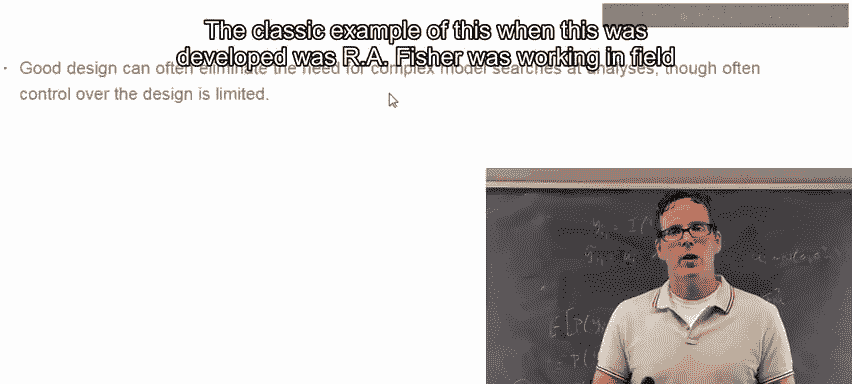 The classic example of this when this was
developed was R.A. Fisher was working in field
· Good design can often eliminate the need for complex model searches at analyses, though often
control over the design is limited.